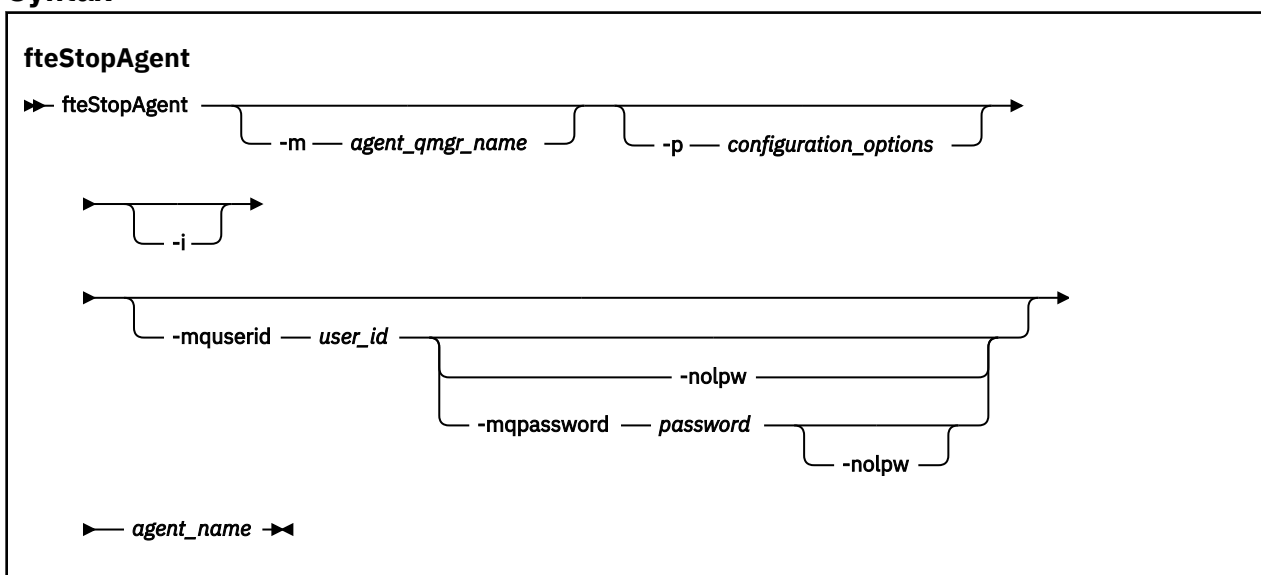 Syntax
fteStopAgent
fteStopAgent
-m agent_qmgr_name -p configuration_options
-i
-mquserid user_id
-nolpw
-mqpassword password
-nolpw
agent_name